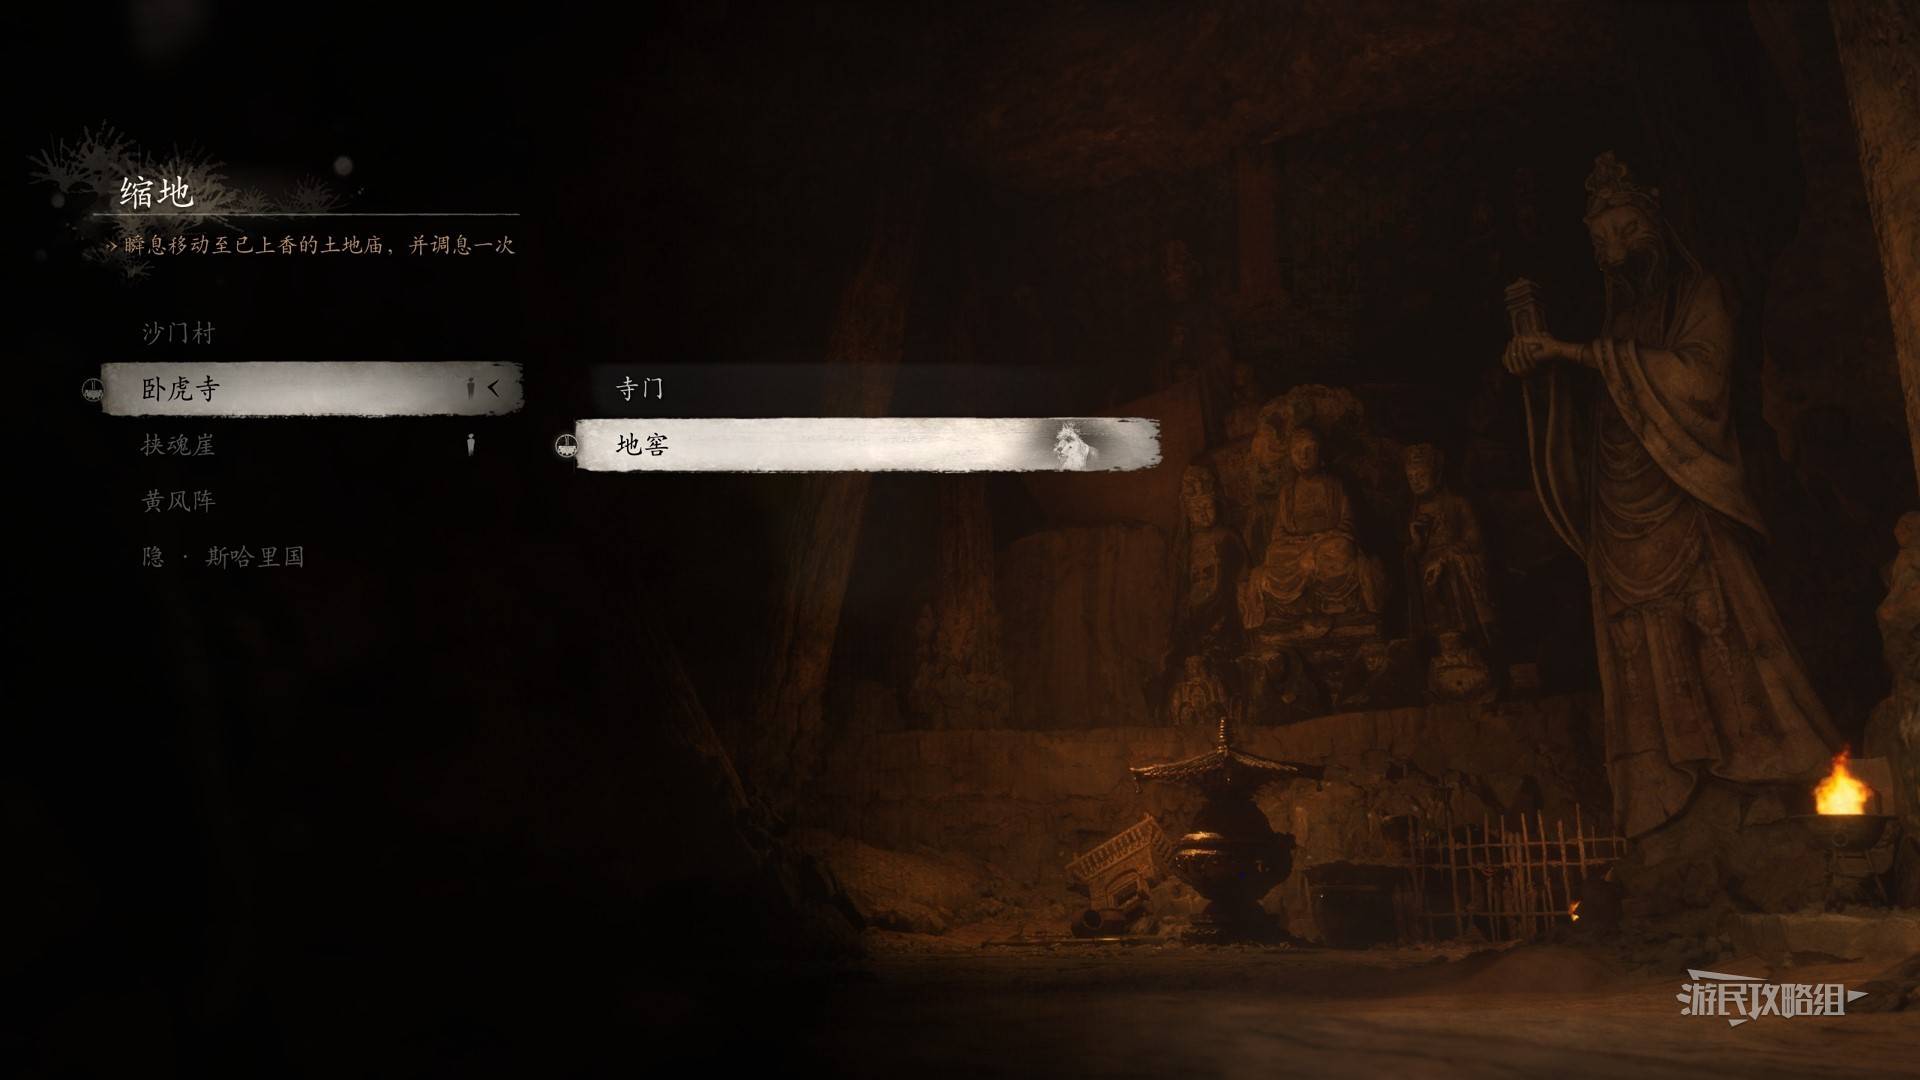 缩地
瞬息移动至已上香的土地庙，并调息一次
沙门村
卧虎寺
寺门
挟魂崖
地窖
黄风阵
隐 · 斯哈里国
游民攻略组